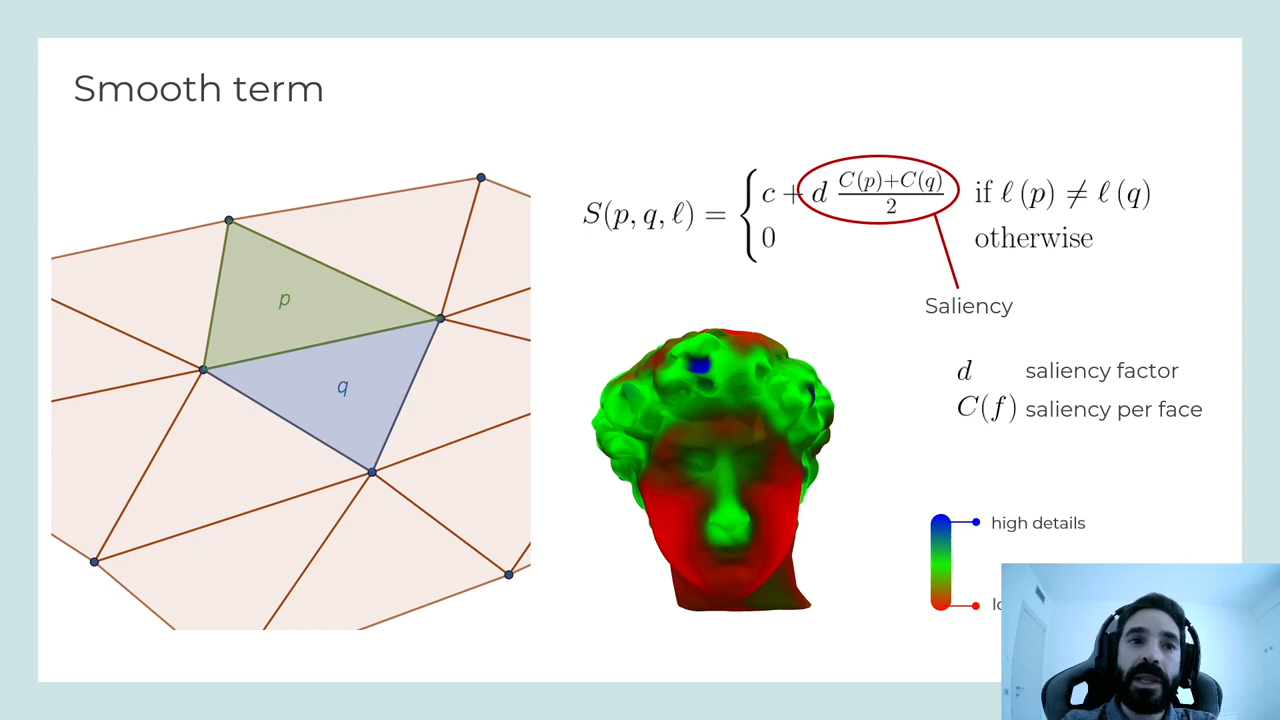 Smooth term
p
q
S(p, q, ℓ) = { c + d C(p)+C(q) / 2 if ℓ (p) ≠ ℓ (q)
0 otherwise
Saliency
d saliency factor
C(f) saliency per face
high details